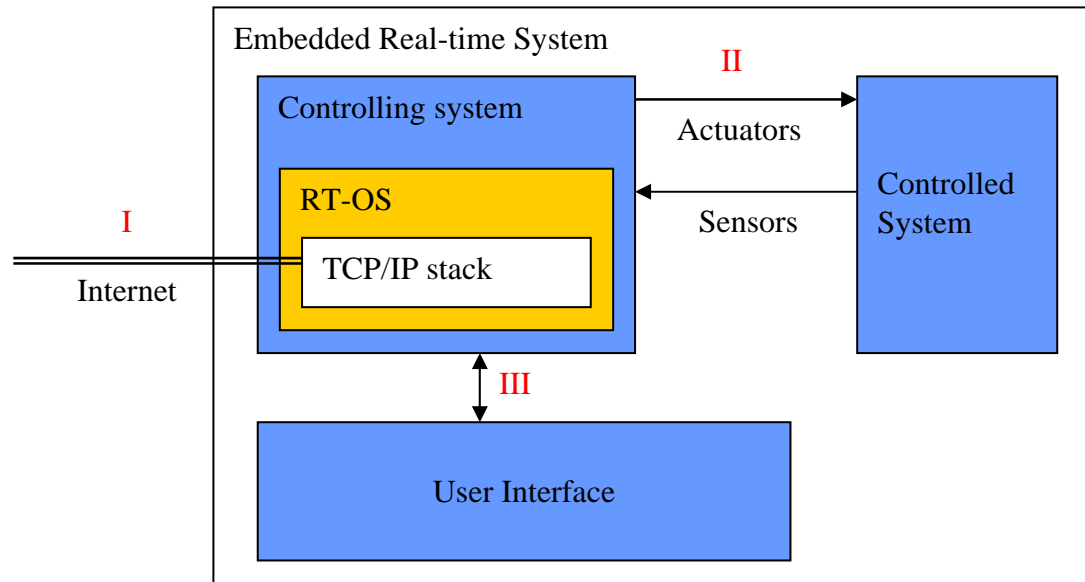 Embedded Real-time System
II
Controlling system
Actuators
Controlled
System
RT-OS
Sensors
I
TCP/IP stack
Internet
III
User Interface